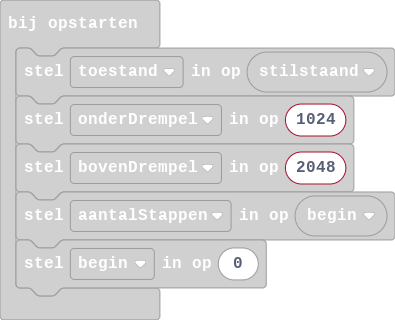 bij opstarten
stel toestand in op stilstaand
stel onderDrempel in op 1024
stel bovenDrempel in op 2048
stel aantalStappen in op begin
stel begin in op 0